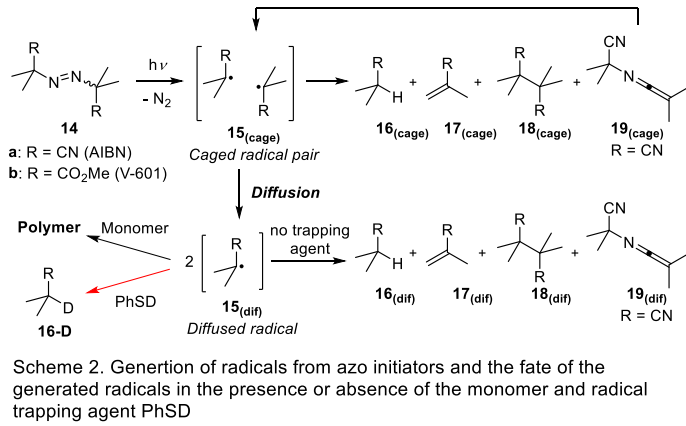 R
N
N
R
14
a: R = CN (AIBN)
b: R = CO2Me (V-601)
hν
- N2
R
R
15(cage)
Caged radical pair
R
H
16(cage)
+
R
17(cage)
+
R
R
18(cage)
+
CN
N
19(cage)
R = CN
Diffusion
Polymer
Monomer
PhSD
R
D
16-D
2
R
15(dif)
Diffused radical
no trapping
agent
R
H
16(dif)
+
R
17(dif)
+
R
R
18(dif)
+
CN
N
19(dif)
R = CN
Scheme 2. Genertion of radicals from azo initiators and the fate of the
generated radicals in the presence or absence of the monomer and radical
trapping agent PhSD